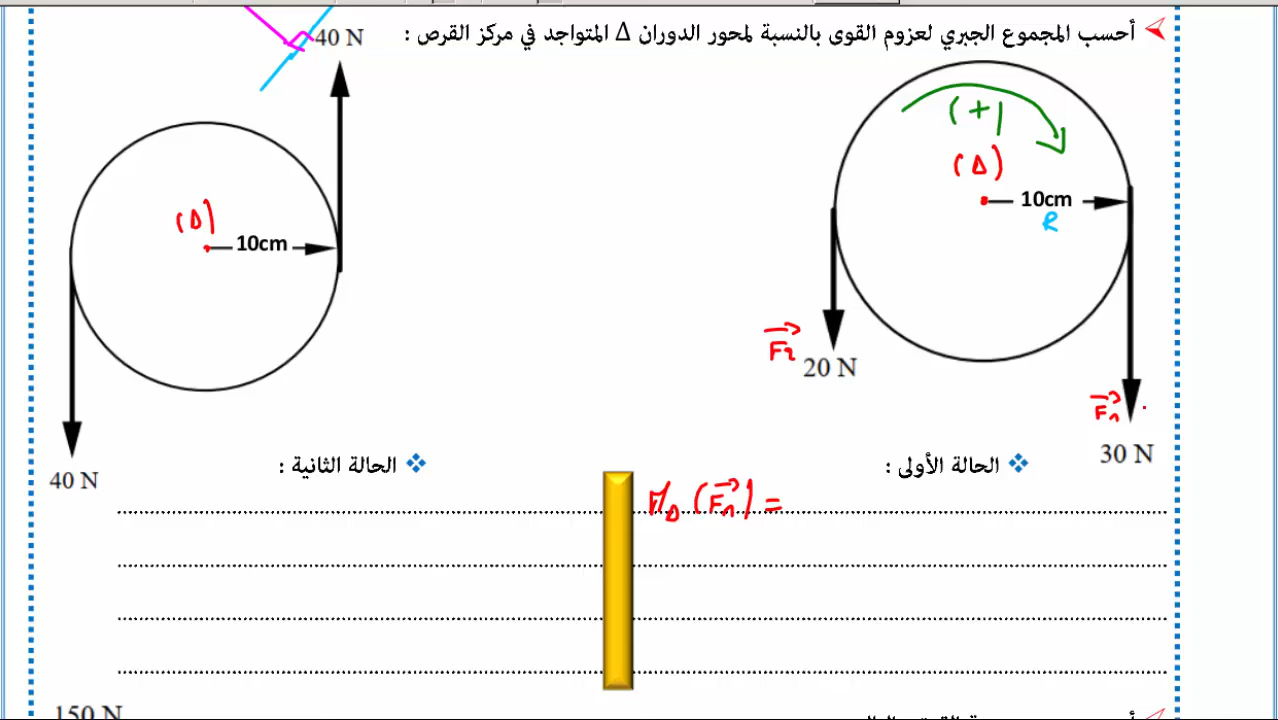 أحسب المجموع الجبري لعزوم القوى بالنسبة لمحور الدوران Δ المتواجد في مركز القرص :
40 N
(+)
(Δ)
10cm
R
(Δ)
10cm
F2
20 N
F1
30 N
40 N
الحالة الأولى :
الحالة الثانية :
M Δ (F1) =
150 N